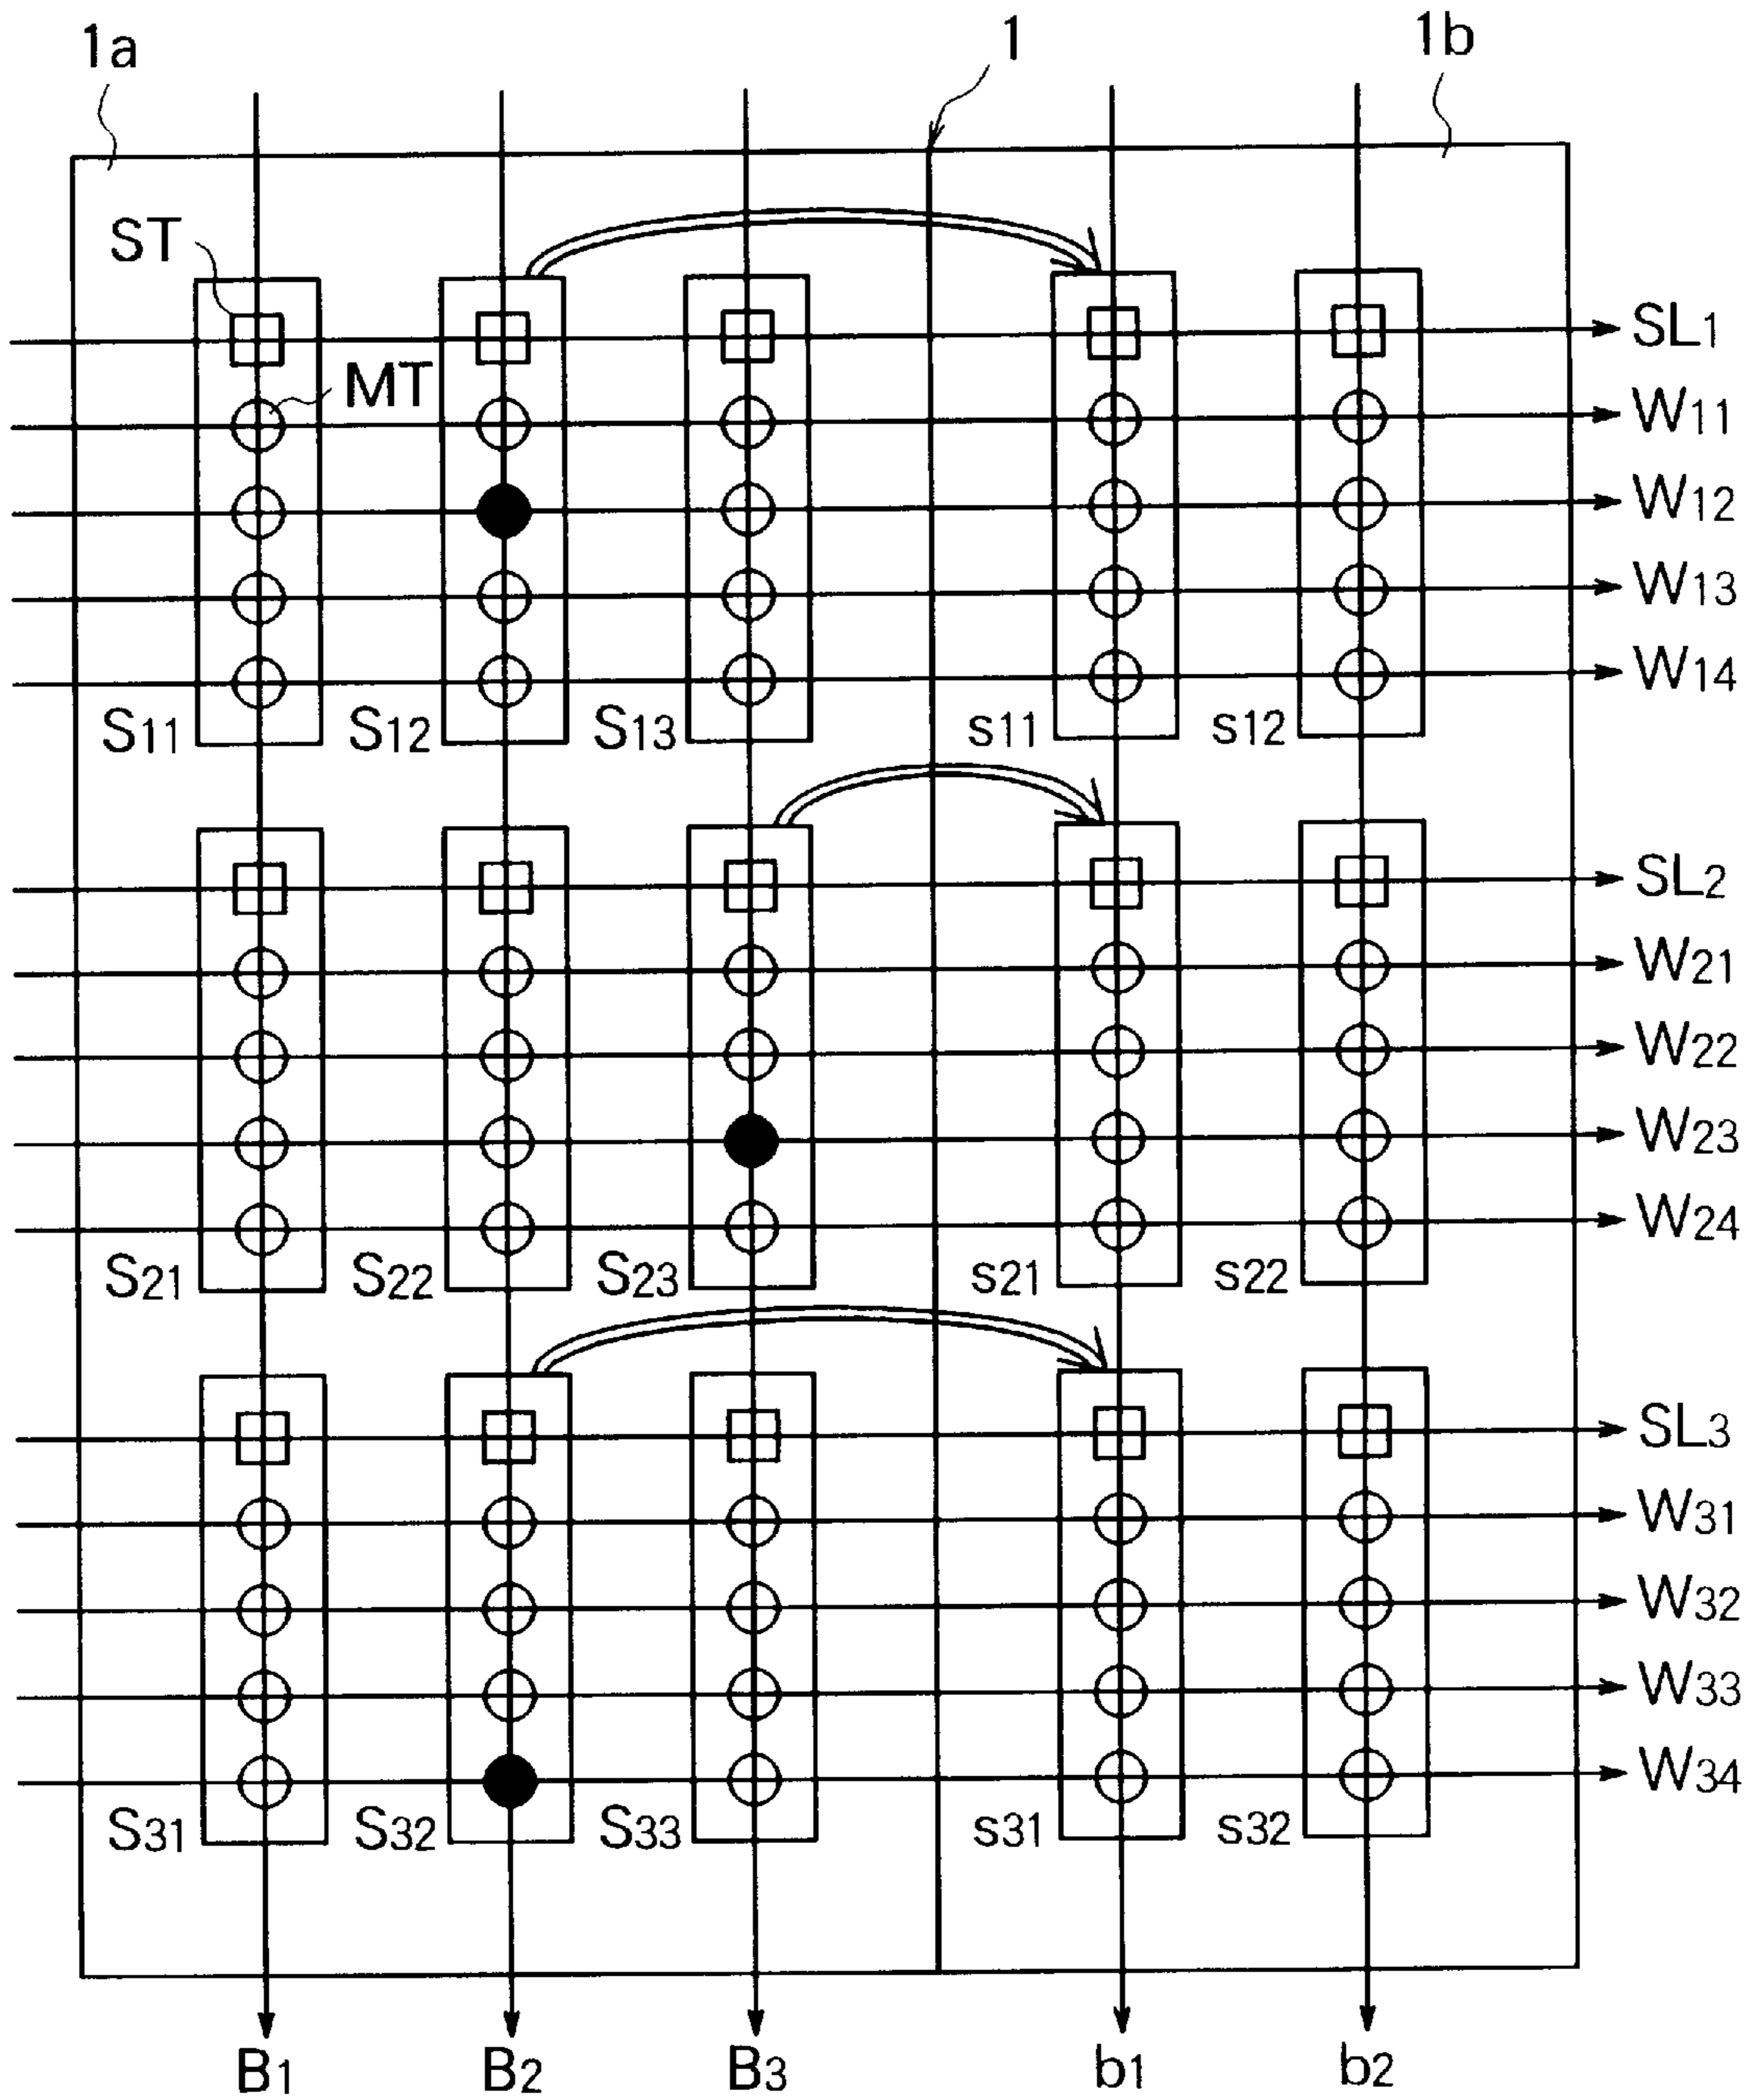 1a 1 1b
ST
SL1
MT W11
W12
W13
W14
S11 S12 S13 s11 s12
SL2
W21
W22
W23
W24
S21 S22 S23 s21 s22
SL3
W31
W32
W33
W34
S31 S32 S33 s31 s32
B1 B2 B3 b1 b2